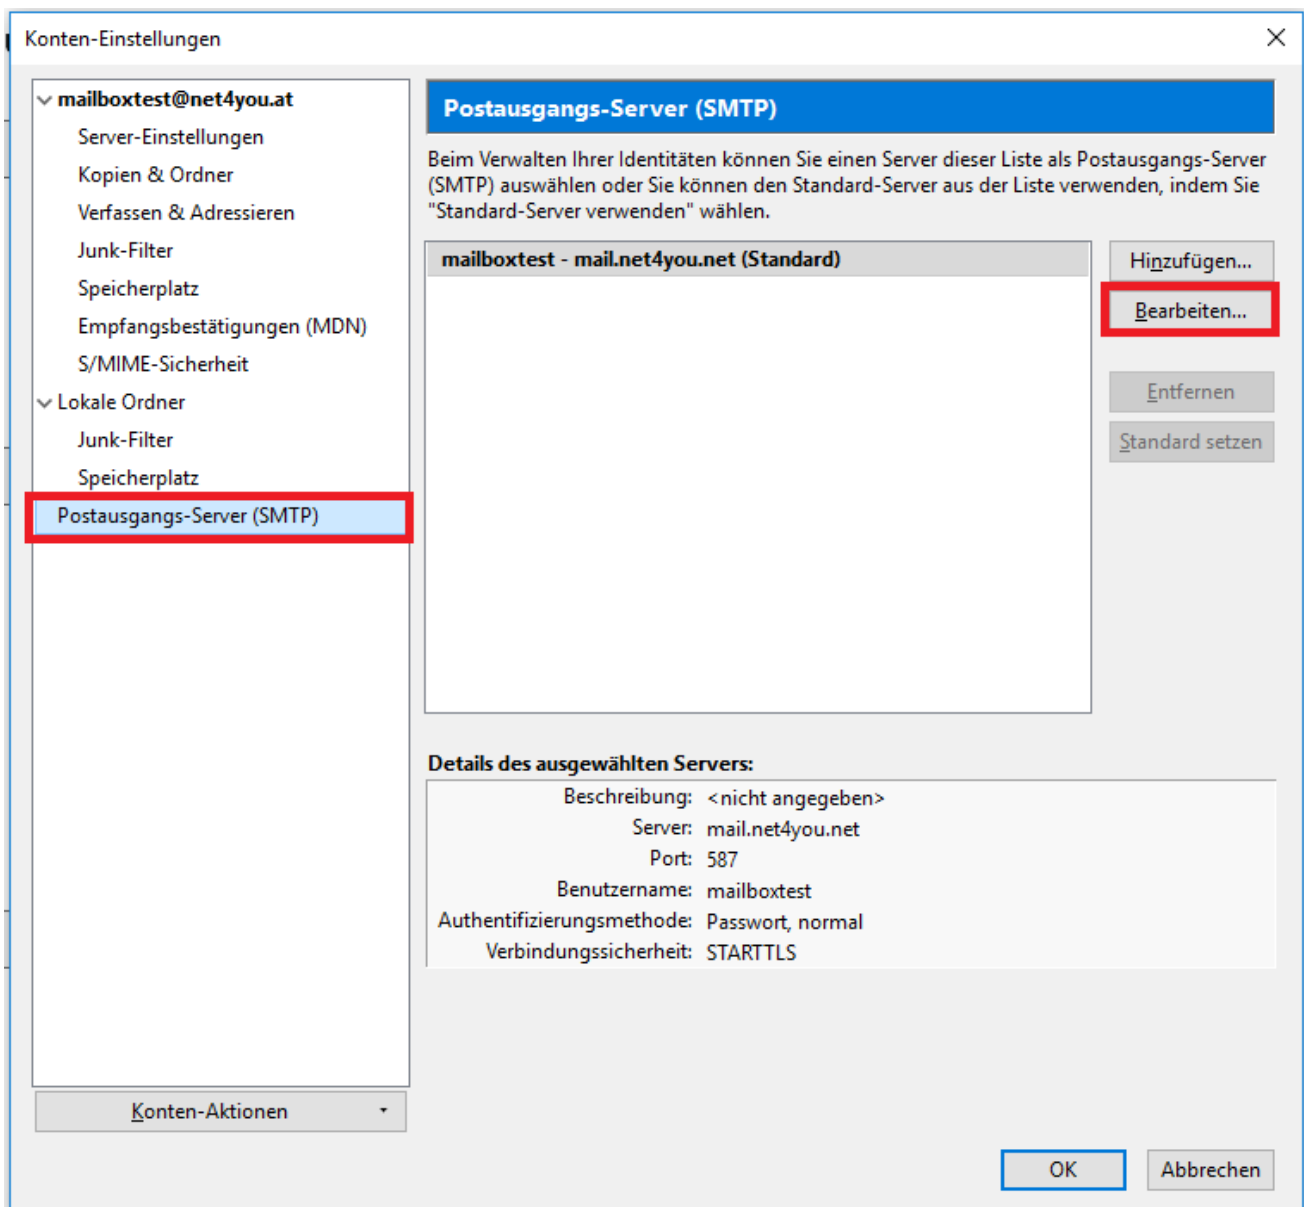 Konten-Einstellungen
mailboxtest@net4you.at
Server-Einstellungen
Kopien & Ordner
Verfassen & Adressieren
Junk-Filter
Speicherplatz
Empfangsbestätigungen (MDN)
S/MIME-Sicherheit
Lokale Ordner
Junk-Filter
Speicherplatz
Postausgangs-Server (SMTP)
Konten-Aktionen
Postausgangs-Server (SMTP)
Beim Verwalten Ihrer Identitäten können Sie einen Server dieser Liste als Postausgangs-Server
(SMTP) auswählen oder Sie können den Standard-Server aus der Liste verwenden, indem Sie
"Standard-Server verwenden" wählen.
mailboxtest - mail.net4you.net (Standard)
Hinzufügen...
Bearbeiten...
Entfernen
Standard setzen
Details des ausgewählten Servers:
Beschreibung: <nicht angegeben>
Server: mail.net4you.net
Port: 587
Benutzername: mailboxtest
Authentifizierungsmethode: Passwort, normal
Verbindungssicherheit: STARTTLS
OK
Abbrechen